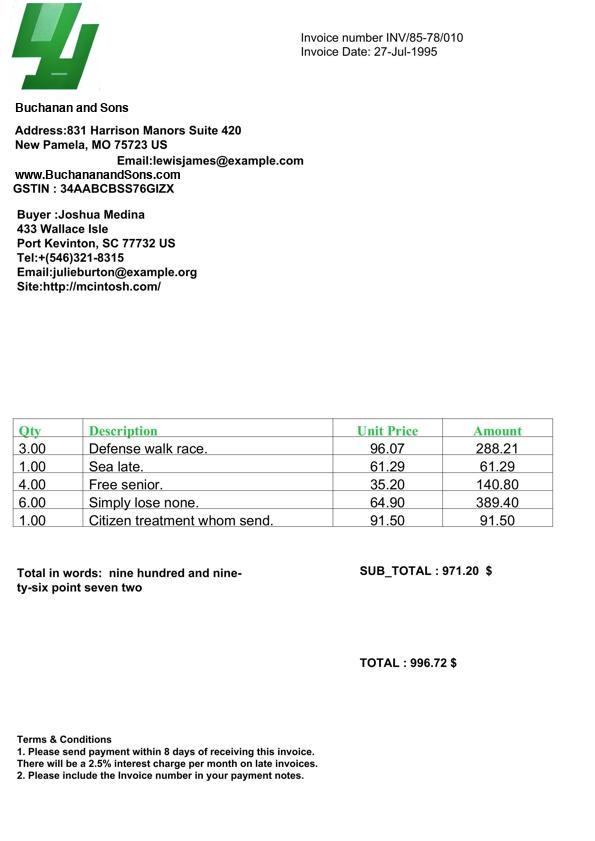 Invoice number INV/85-78/010
Invoice Date: 27-Jul-1995
Buchanan and Sons
Address:831 Harrison Manors Suite 420
New Pamela, MO 75723 US
Email:lewisjames@example.com
www.BuchananandSons.com
GSTIN : 34AABCBSS76GIZX
Buyer :Joshua Medina
433 Wallace Isle
Port Kevinton, SC 77732 US
Tel:+(546)321-8315
Email:julieburton@example.org
Site:http://mcintosh.com/
Qty Description Unit Price Amount
3.00 Defense walk race. 96.07 288.21
1.00 Sea late. 61.29 61.29
4.00 Free senior. 35.20 140.80
6.00 Simply lose none. 64.90 389.40
1.00 Citizen treatment whom send. 91.50 91.50
Total in words:  nine hundred and nine-
ty-six point seven two
SUB_TOTAL : 971.20  $
TOTAL : 996.72 $
Terms & Conditions
1. Please send payment within 8 days of receiving this invoice.
There will be a 2.5% interest charge per month on late invoices.
2. Please include the Invoice number in your payment notes.